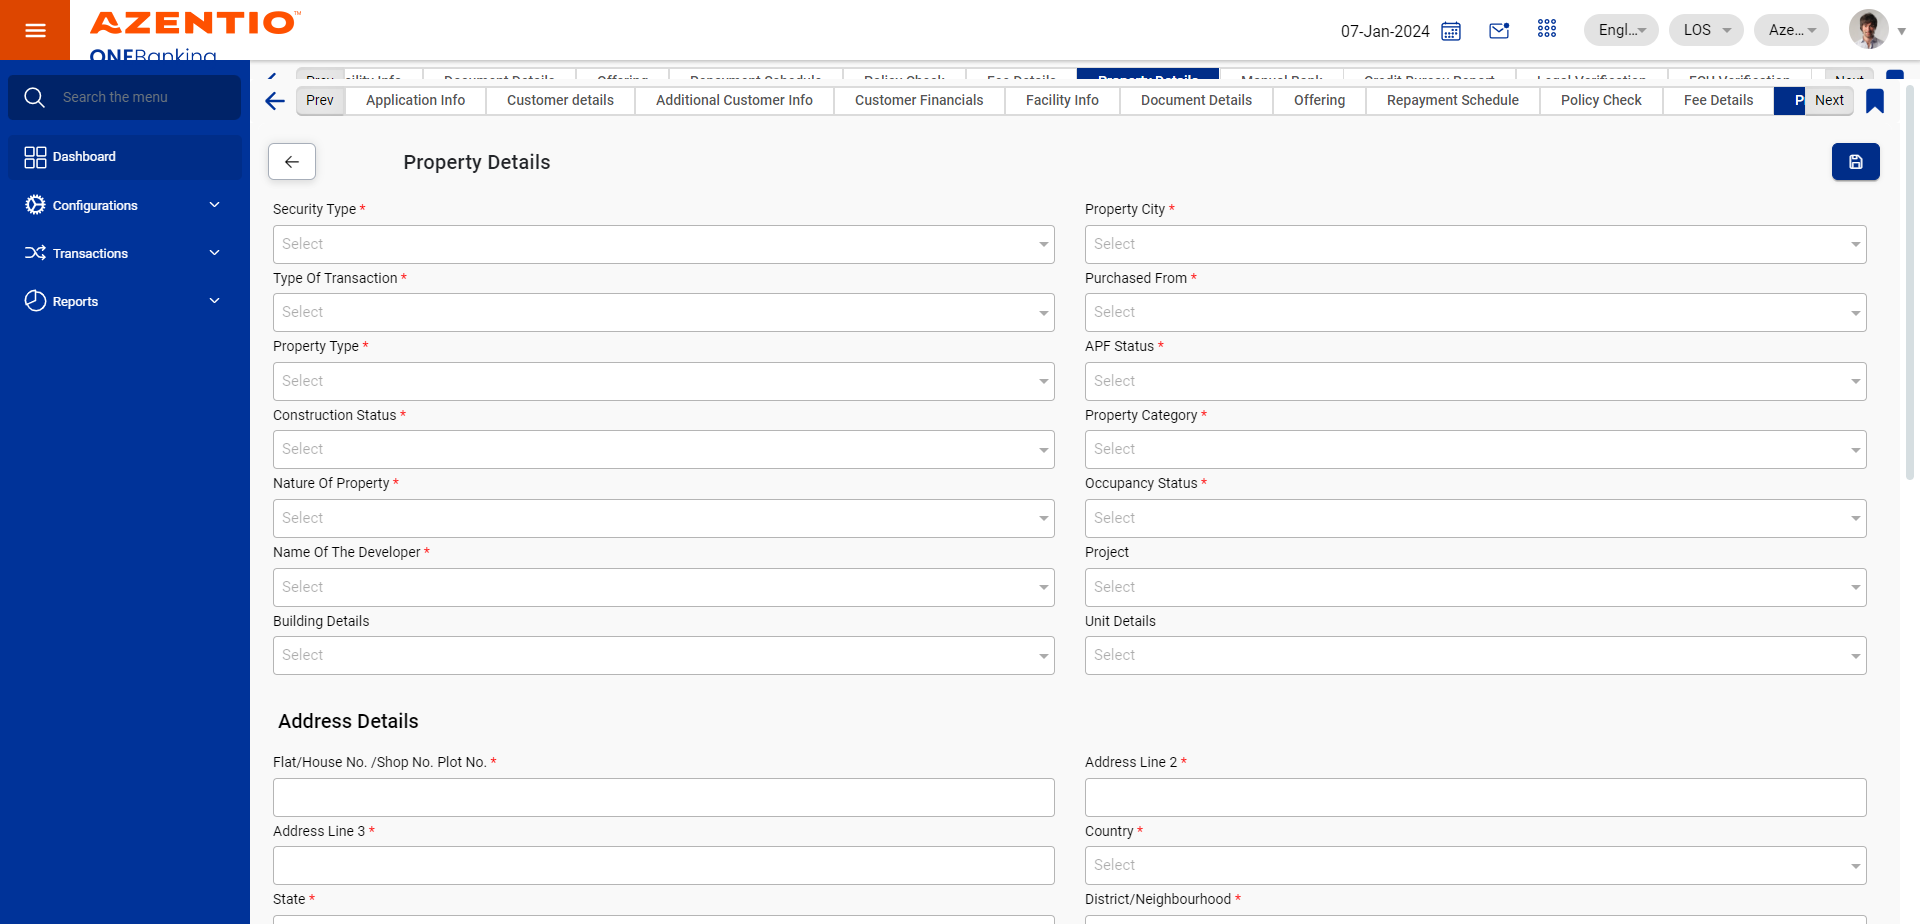 AZENTIO™
ONEBanking
07-Jan-2024
Engl...
LOS
Aze...
Search the menu
Dashboard
Configurations
Transactions
Reports
Prev ility Info Document Details Offering Repayment Schedule Policy Check Fee Details Property Details Manual Bank Credit Bureau Report Legal Verification FCU Verification Next
Prev Application Info Customer details Additional Customer Info Customer Financials Facility Info Document Details Offering Repayment Schedule Policy Check Fee Details P Next
Property Details
Security Type *
Property City *
Select
Select
Type Of Transaction *
Purchased From *
Select
Select
Property Type *
APF Status *
Select
Select
Construction Status *
Property Category *
Select
Select
Nature Of Property *
Occupancy Status *
Select
Select
Name Of The Developer *
Project
Select
Select
Building Details
Unit Details
Select
Select
Address Details
Flat/House No. /Shop No. Plot No. *
Address Line 2 *
Address Line 3 *
Country *
Select
State *
District/Neighbourhood *